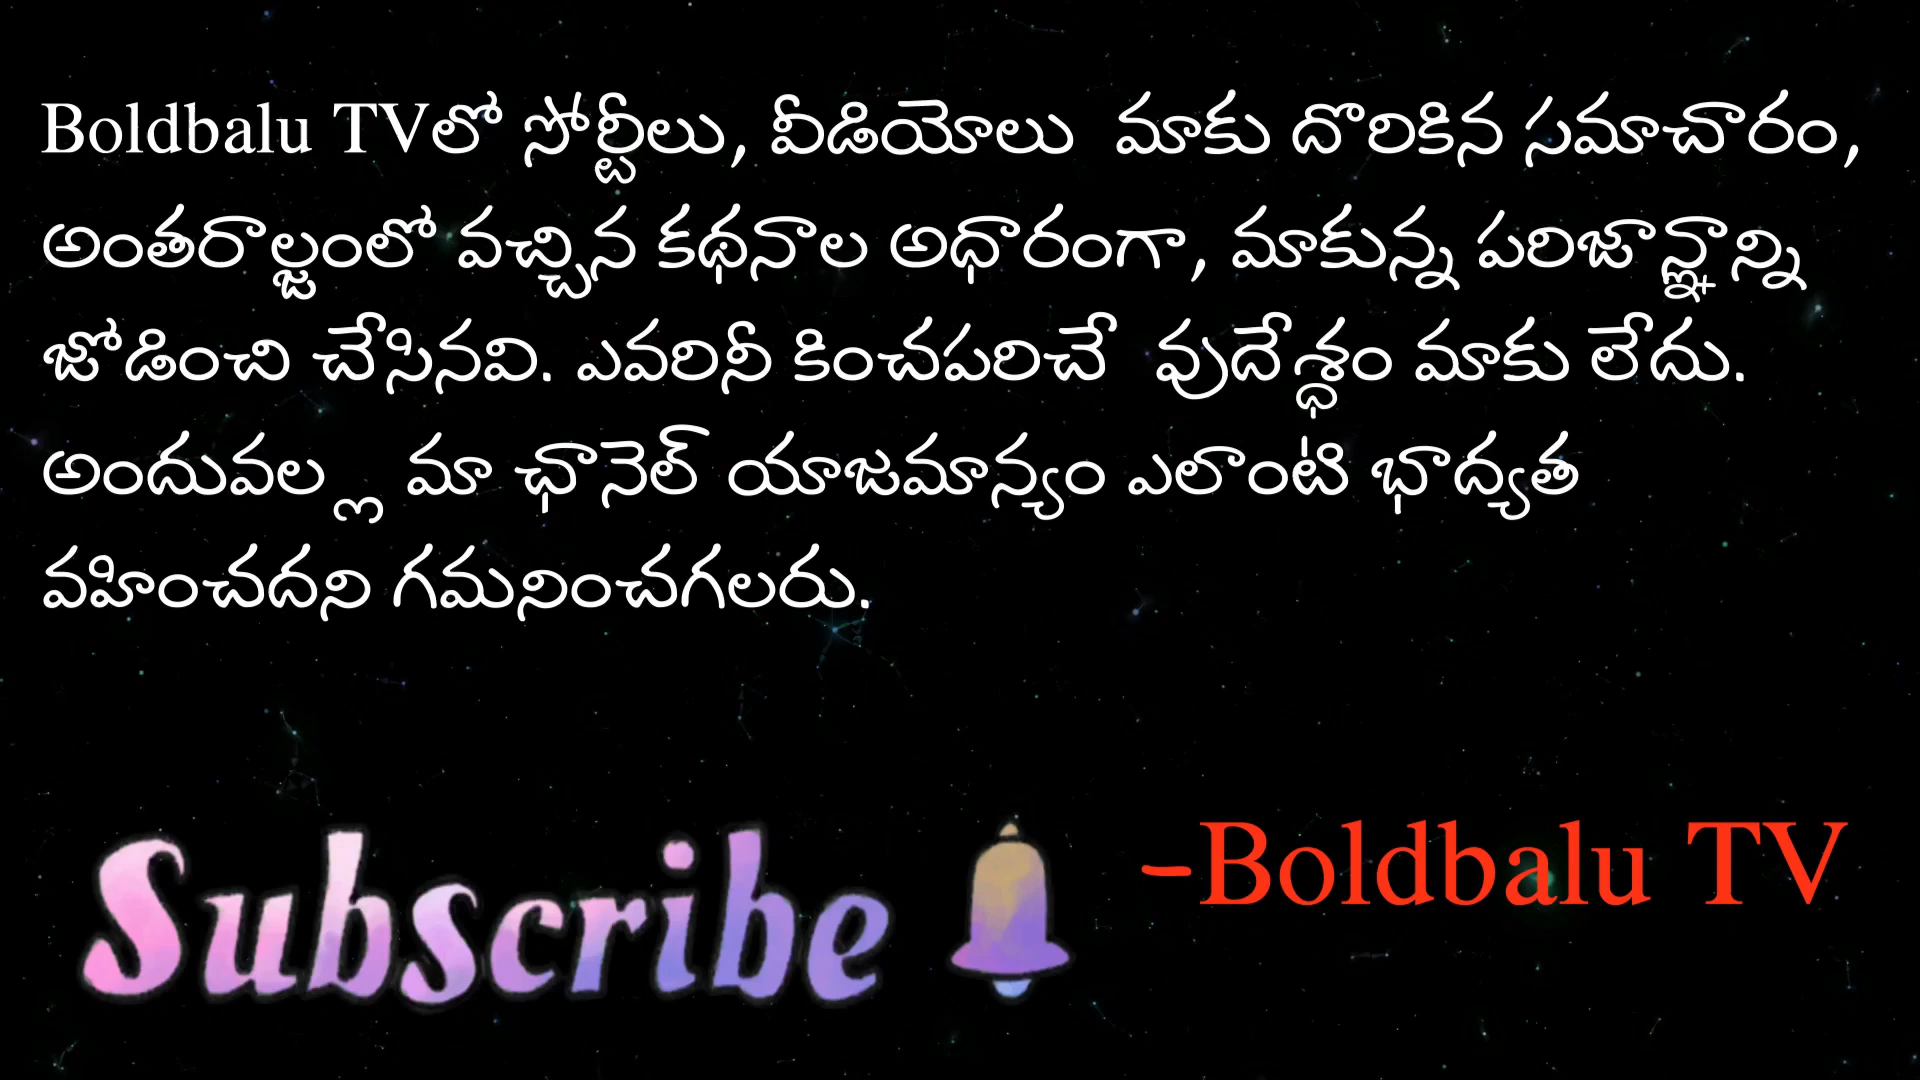 Boldbalu TVలో స్టోరీలు, వీడియోలు మాకు దొరికిన సమాచారం,
అంతర్జాలంలో వచ్చిన కథనాల అధారంగా, మాకున్న పరిజ్ఞాన్నాన్ని
జోడించి చేసినవి. ఎవరినీ కించపరిచే వుదేశ్ధం మాకు లేదు.
అందువల్ల మా ఛానెల్ యాజమాన్యం ఎలాంటి భాద్యత
వహించదని గమనించగలరు.
Subscribe
-Boldbalu TV